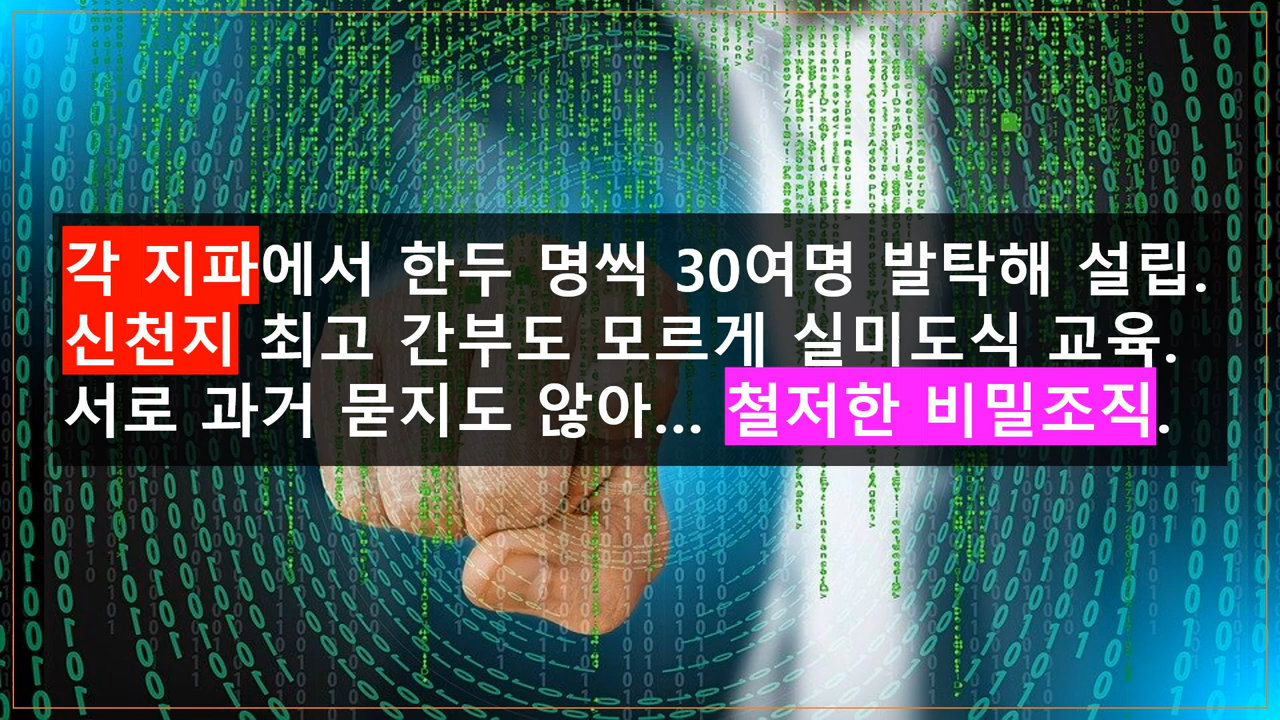 각 지파에서 한두 명씩 30여명 발탁해 설립.
신천지 최고 간부도 모르게 실미도식 교육.
서로 과거 묻지도 않아... 철저한 비밀조직.